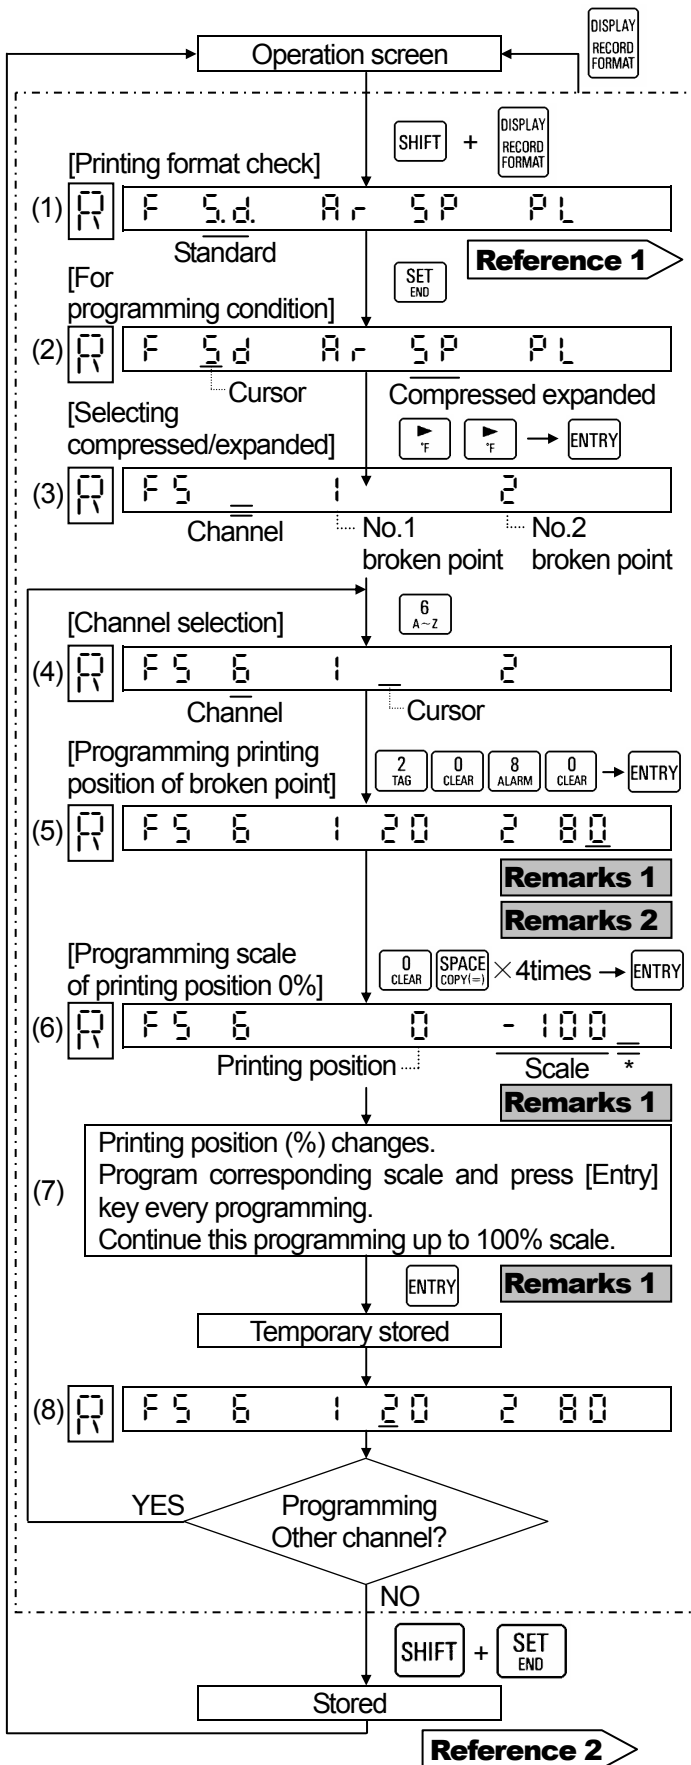 DISPLAY
RECORD
FORMAT
Operation screen
SHIFT + DISPLAY
RECORD
FORMAT
[Printing format check]
(1) R F S.d. Ar SP PL
Standard
Reference 1
[For
programming condition]
SET
END
(2) R F Sd Ar SP PL
Cursor
Compressed expanded
[Selecting
compressed/expanded]
► °F ► °F → ENTRY
(3) R FS 1 2
Channel
No.1
broken point
No.2
broken point
[Channel selection]
6
A~Z
(4) R FS 6 1 2
Channel
Cursor
[Programming printing
position of broken point]
2 TAG 0 CLEAR 8 ALARM 0 CLEAR → ENTRY
(5) R FS 6 1 20 2 80
Remarks 1
Remarks 2
[Programming scale
of printing position 0%]
0 CLEAR SPACE COPY(=) ×4times → ENTRY
(6) R FS 6 0 -100
Printing position
Scale *
Remarks 1
(7)
Printing position (%) changes.
Program corresponding scale and press [Entry]
key every programming.
Continue this programming up to 100% scale.
ENTRY
Remarks 1
Temporary stored
(8) R FS 6 1 20 2 80
YES
Programming
Other channel?
NO
SHIFT + SET
END
Stored
Reference 2